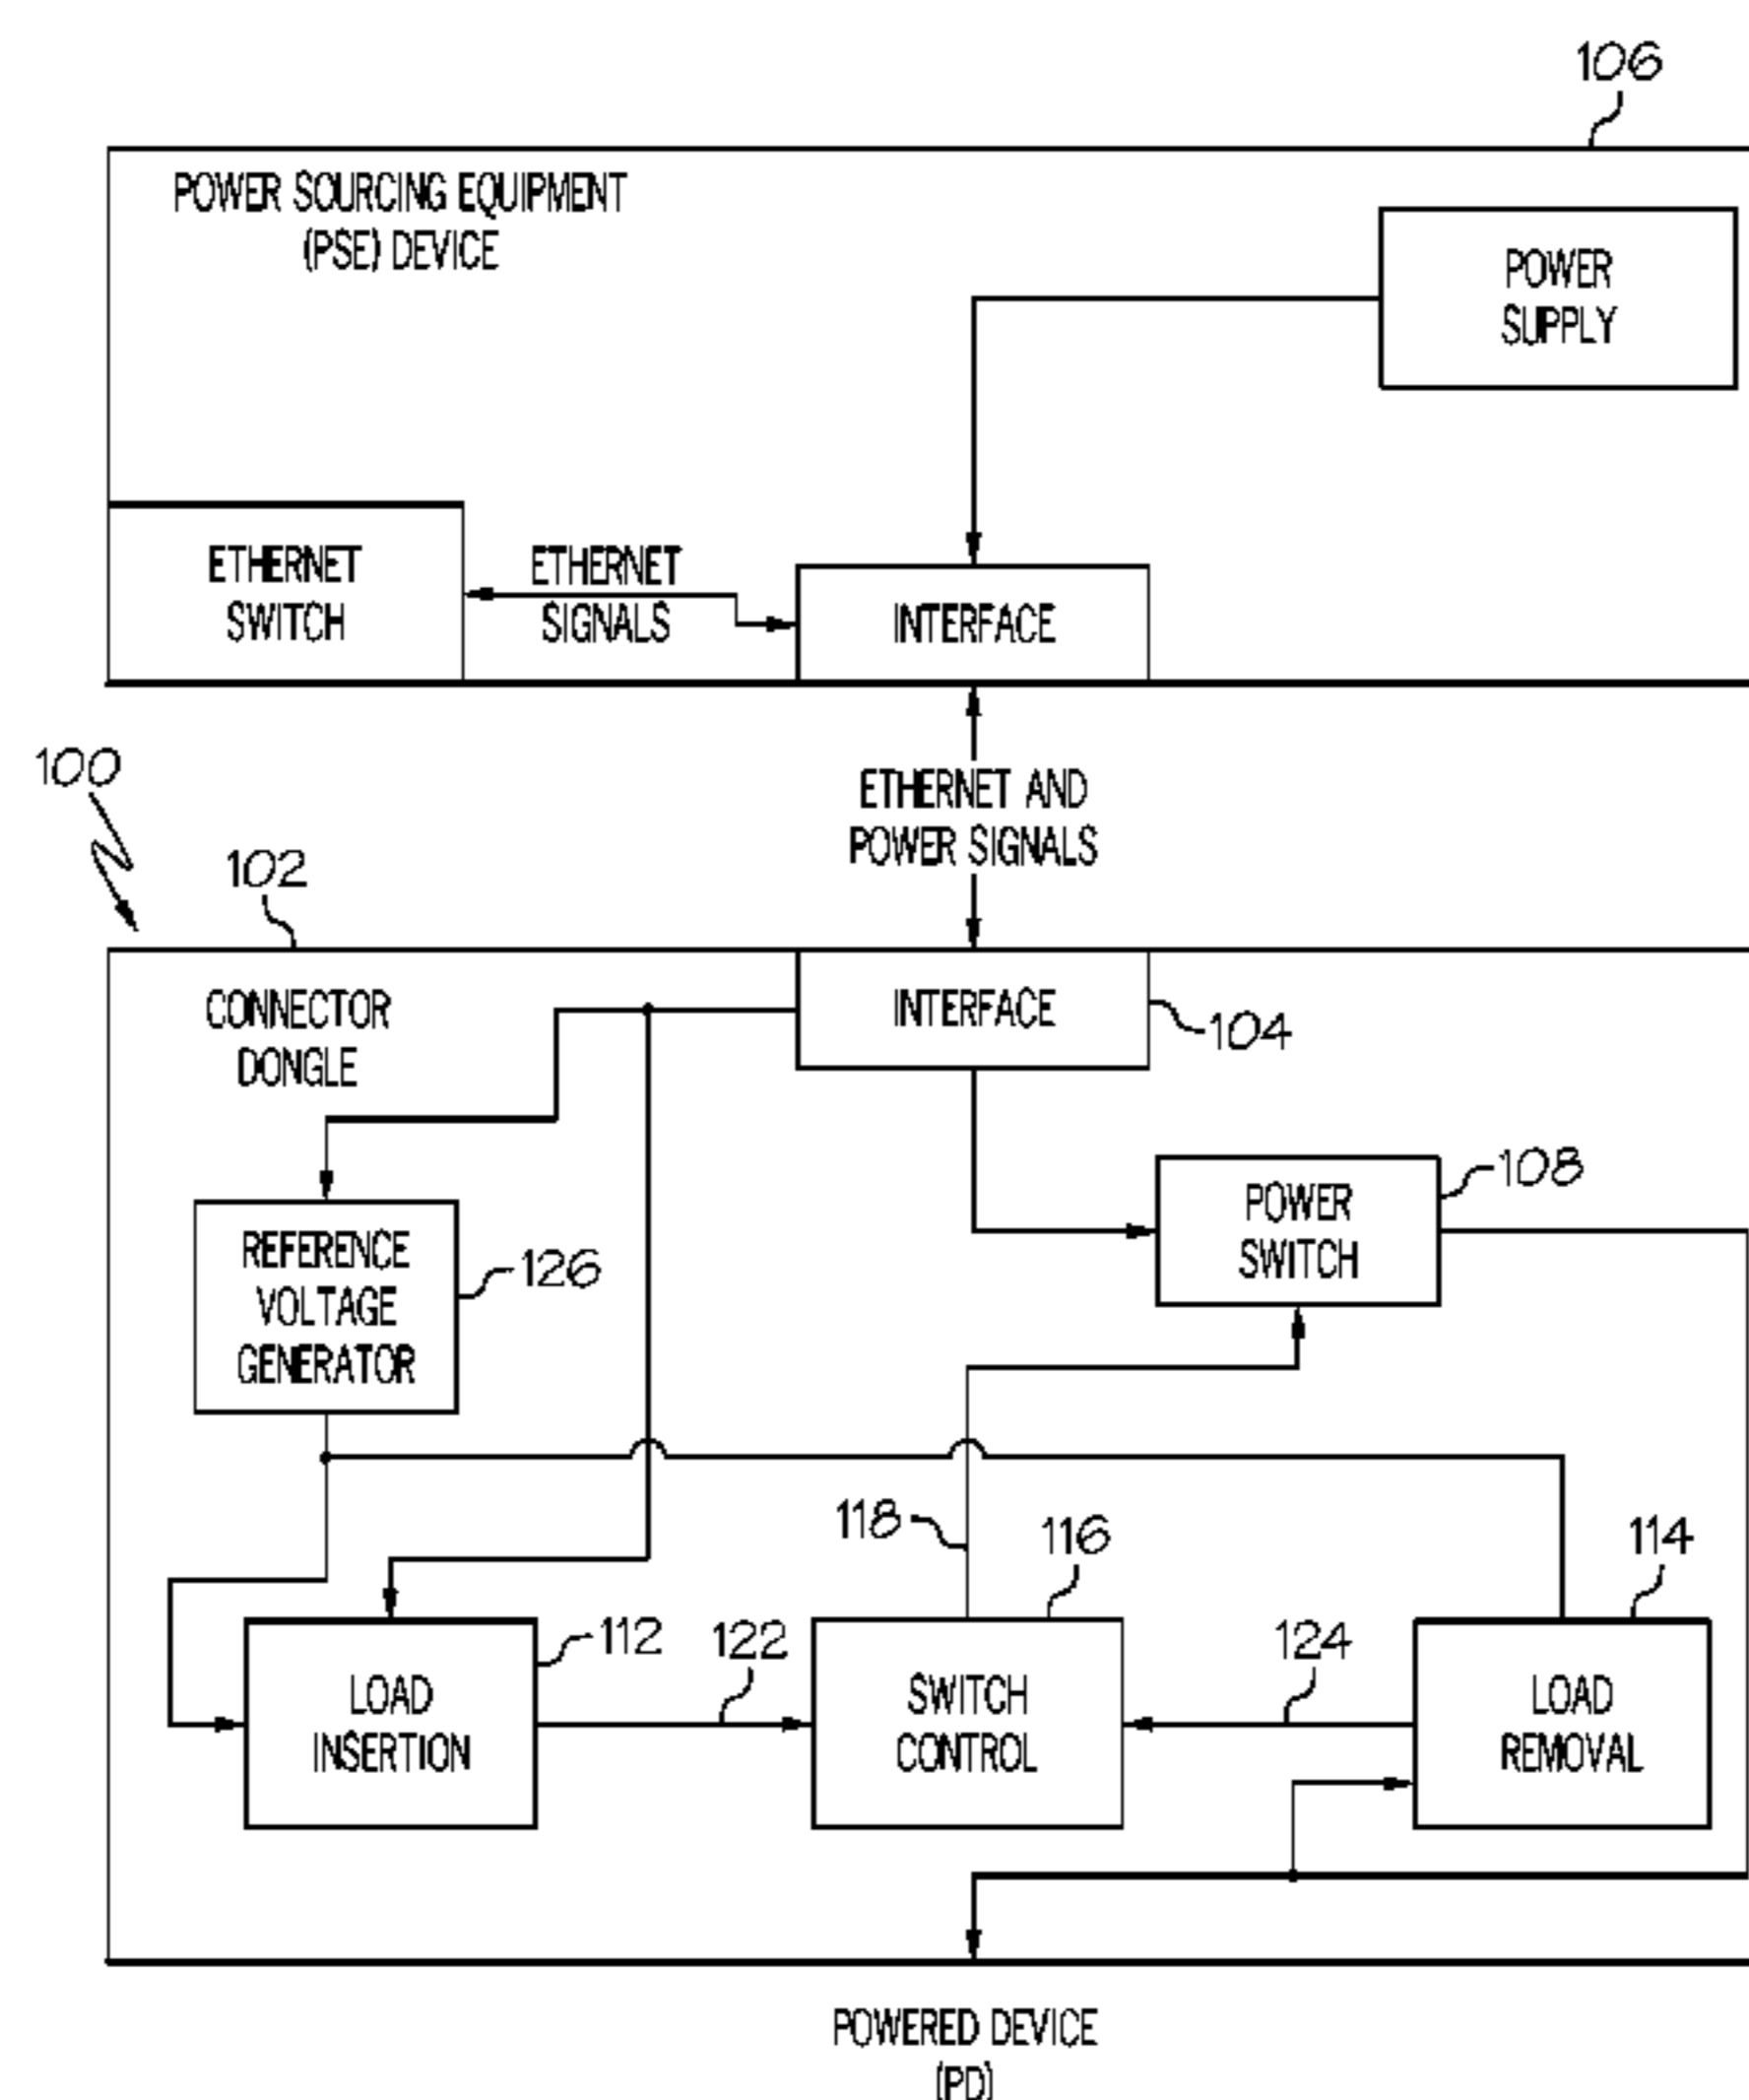 106
POWER SOURCING EQUIPMENT
(PSE) DEVICE
POWER
SUPPLY
ETHERNET
SWITCH
ETHERNET
SIGNALS
INTERFACE
100
ETHERNET AND
POWER SIGNALS
102
CONNECTOR
DONGLE
INTERFACE
104
POWER
SWITCH
108
REFERENCE
VOLTAGE
GENERATOR
126
118
116
114
112
122
124
LOAD
INSERTION
SWITCH
CONTROL
LOAD
REMOVAL
POWERED DEVICE
(PD)